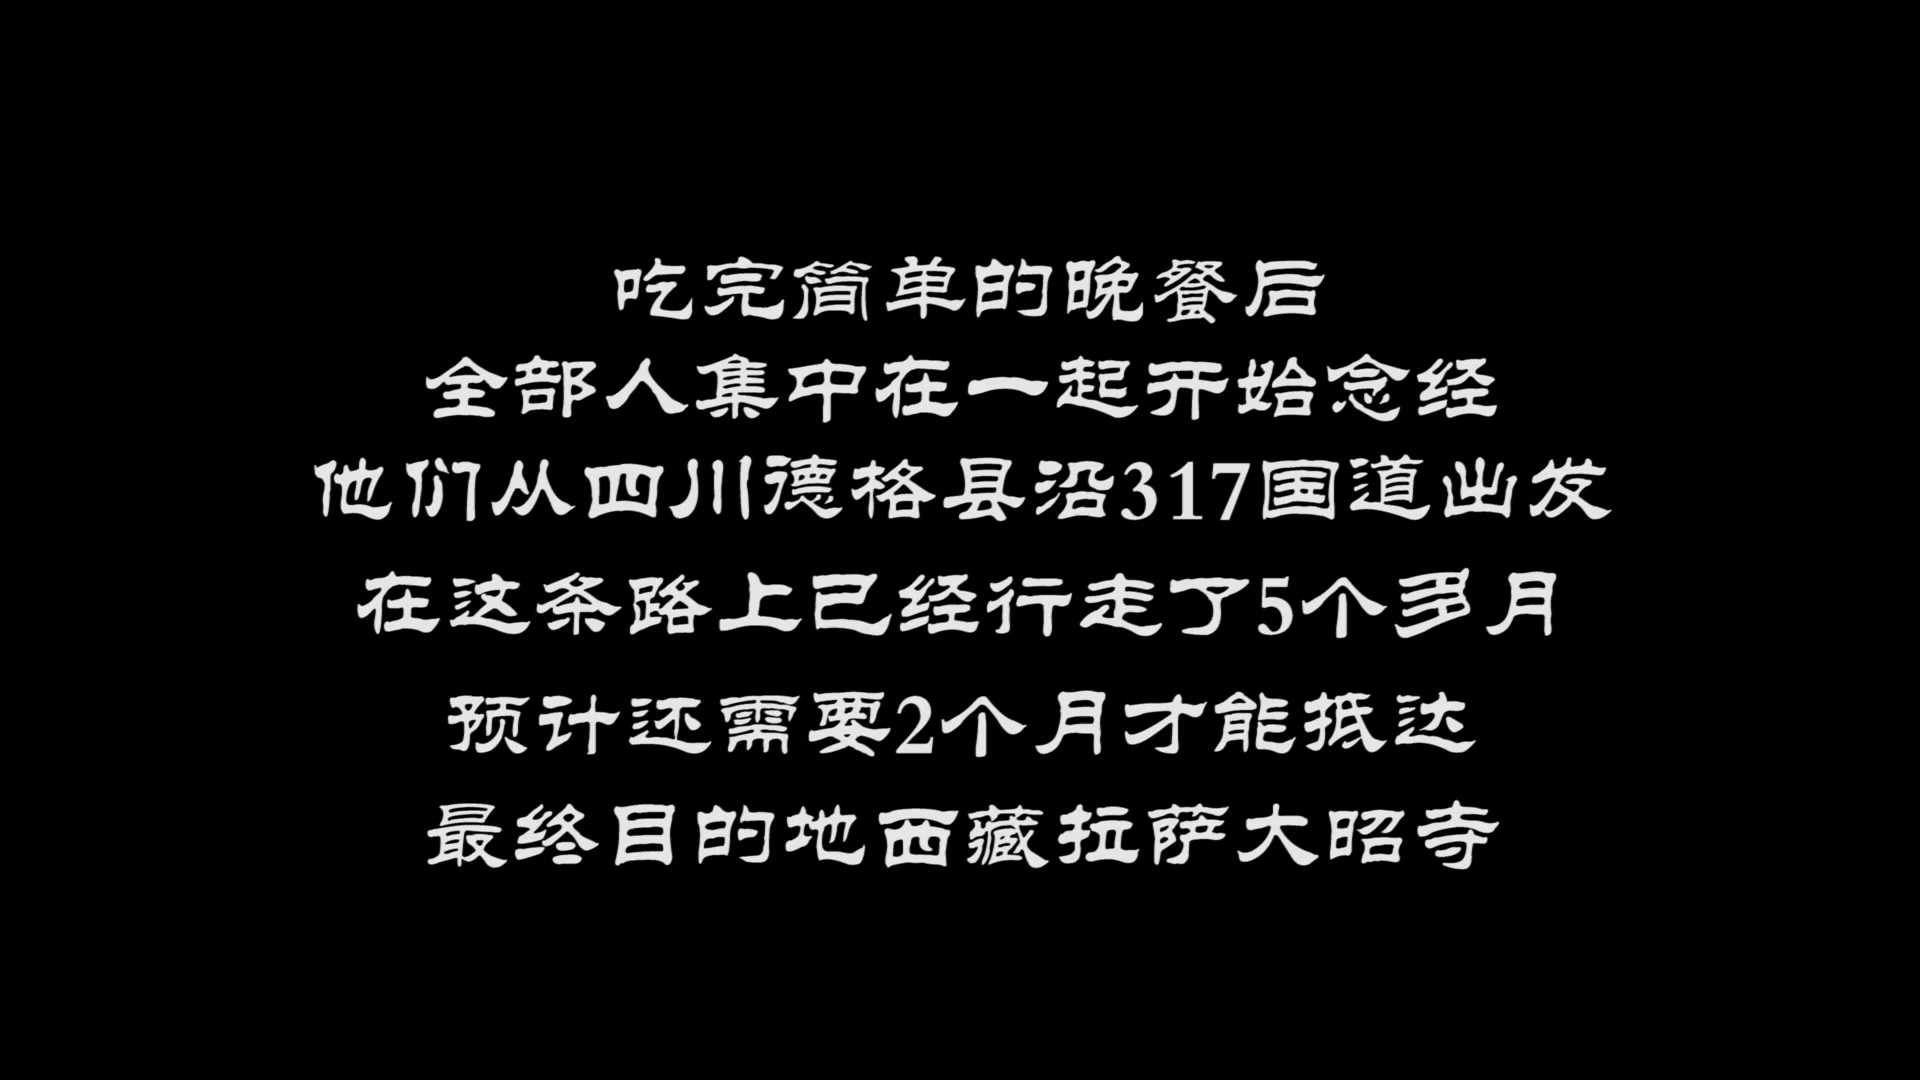 吃完简单的晚餐后
全部人集中在一起开始念经
他们从四川德格县沿317国道出发
在这条路上已经行走了5个多月
预计还需要2个月才能抵达
最终目的地西藏拉萨大昭寺